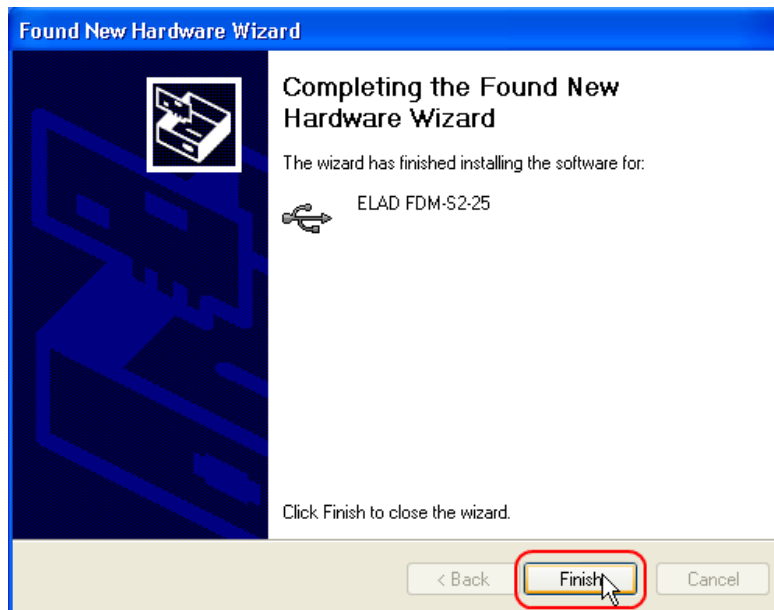 Found New Hardware Wizard
Completing the Found New
Hardware Wizard
The wizard has finished installing the software for:
ELAD FDM-S2-25
Click Finish to close the wizard.
< Back
Finish
Cancel